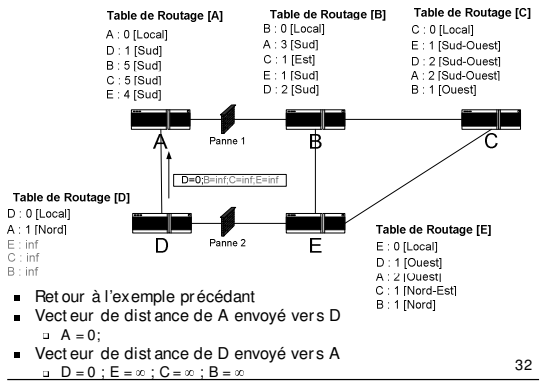 Table de Routage [A]
A : 0 [Local]
D : 1 [Sud]
B : 5 [Sud]
C : 5 [Sud]
E : 4 [Sud]
Table de Routage [B]
B : 0 [Local]
A : 3 [Sud]
C : 1 [Est]
E : 1 [Sud]
D : 2 [Sud]
Table de Routage [C]
C : 0 [Local]
E : 1 [Sud-Ouest]
D : 2 [Sud-Ouest]
A : 2 [Sud-Ouest]
B : 1 [Ouest]
A
Panne 1
B
C
D=0;B=inf;C=inf;E=inf
Table de Routage [D]
D : 0 [Local]
A : 1 [Nord]
E : inf
C : inf
B : inf
D
Panne 2
E
Table de Routage [E]
E : 0 [Local]
D : 1 [Ouest]
A : 2 [Ouest]
C : 1 [Nord-Est]
B : 1 [Nord]
Retour à l'exemple précédant
Vecteur de distance de A envoyé vers D
A = 0;
Vecteur de distance de D envoyé vers A
D = 0 ; E = ∞ ; C = ∞ ; B = ∞
32